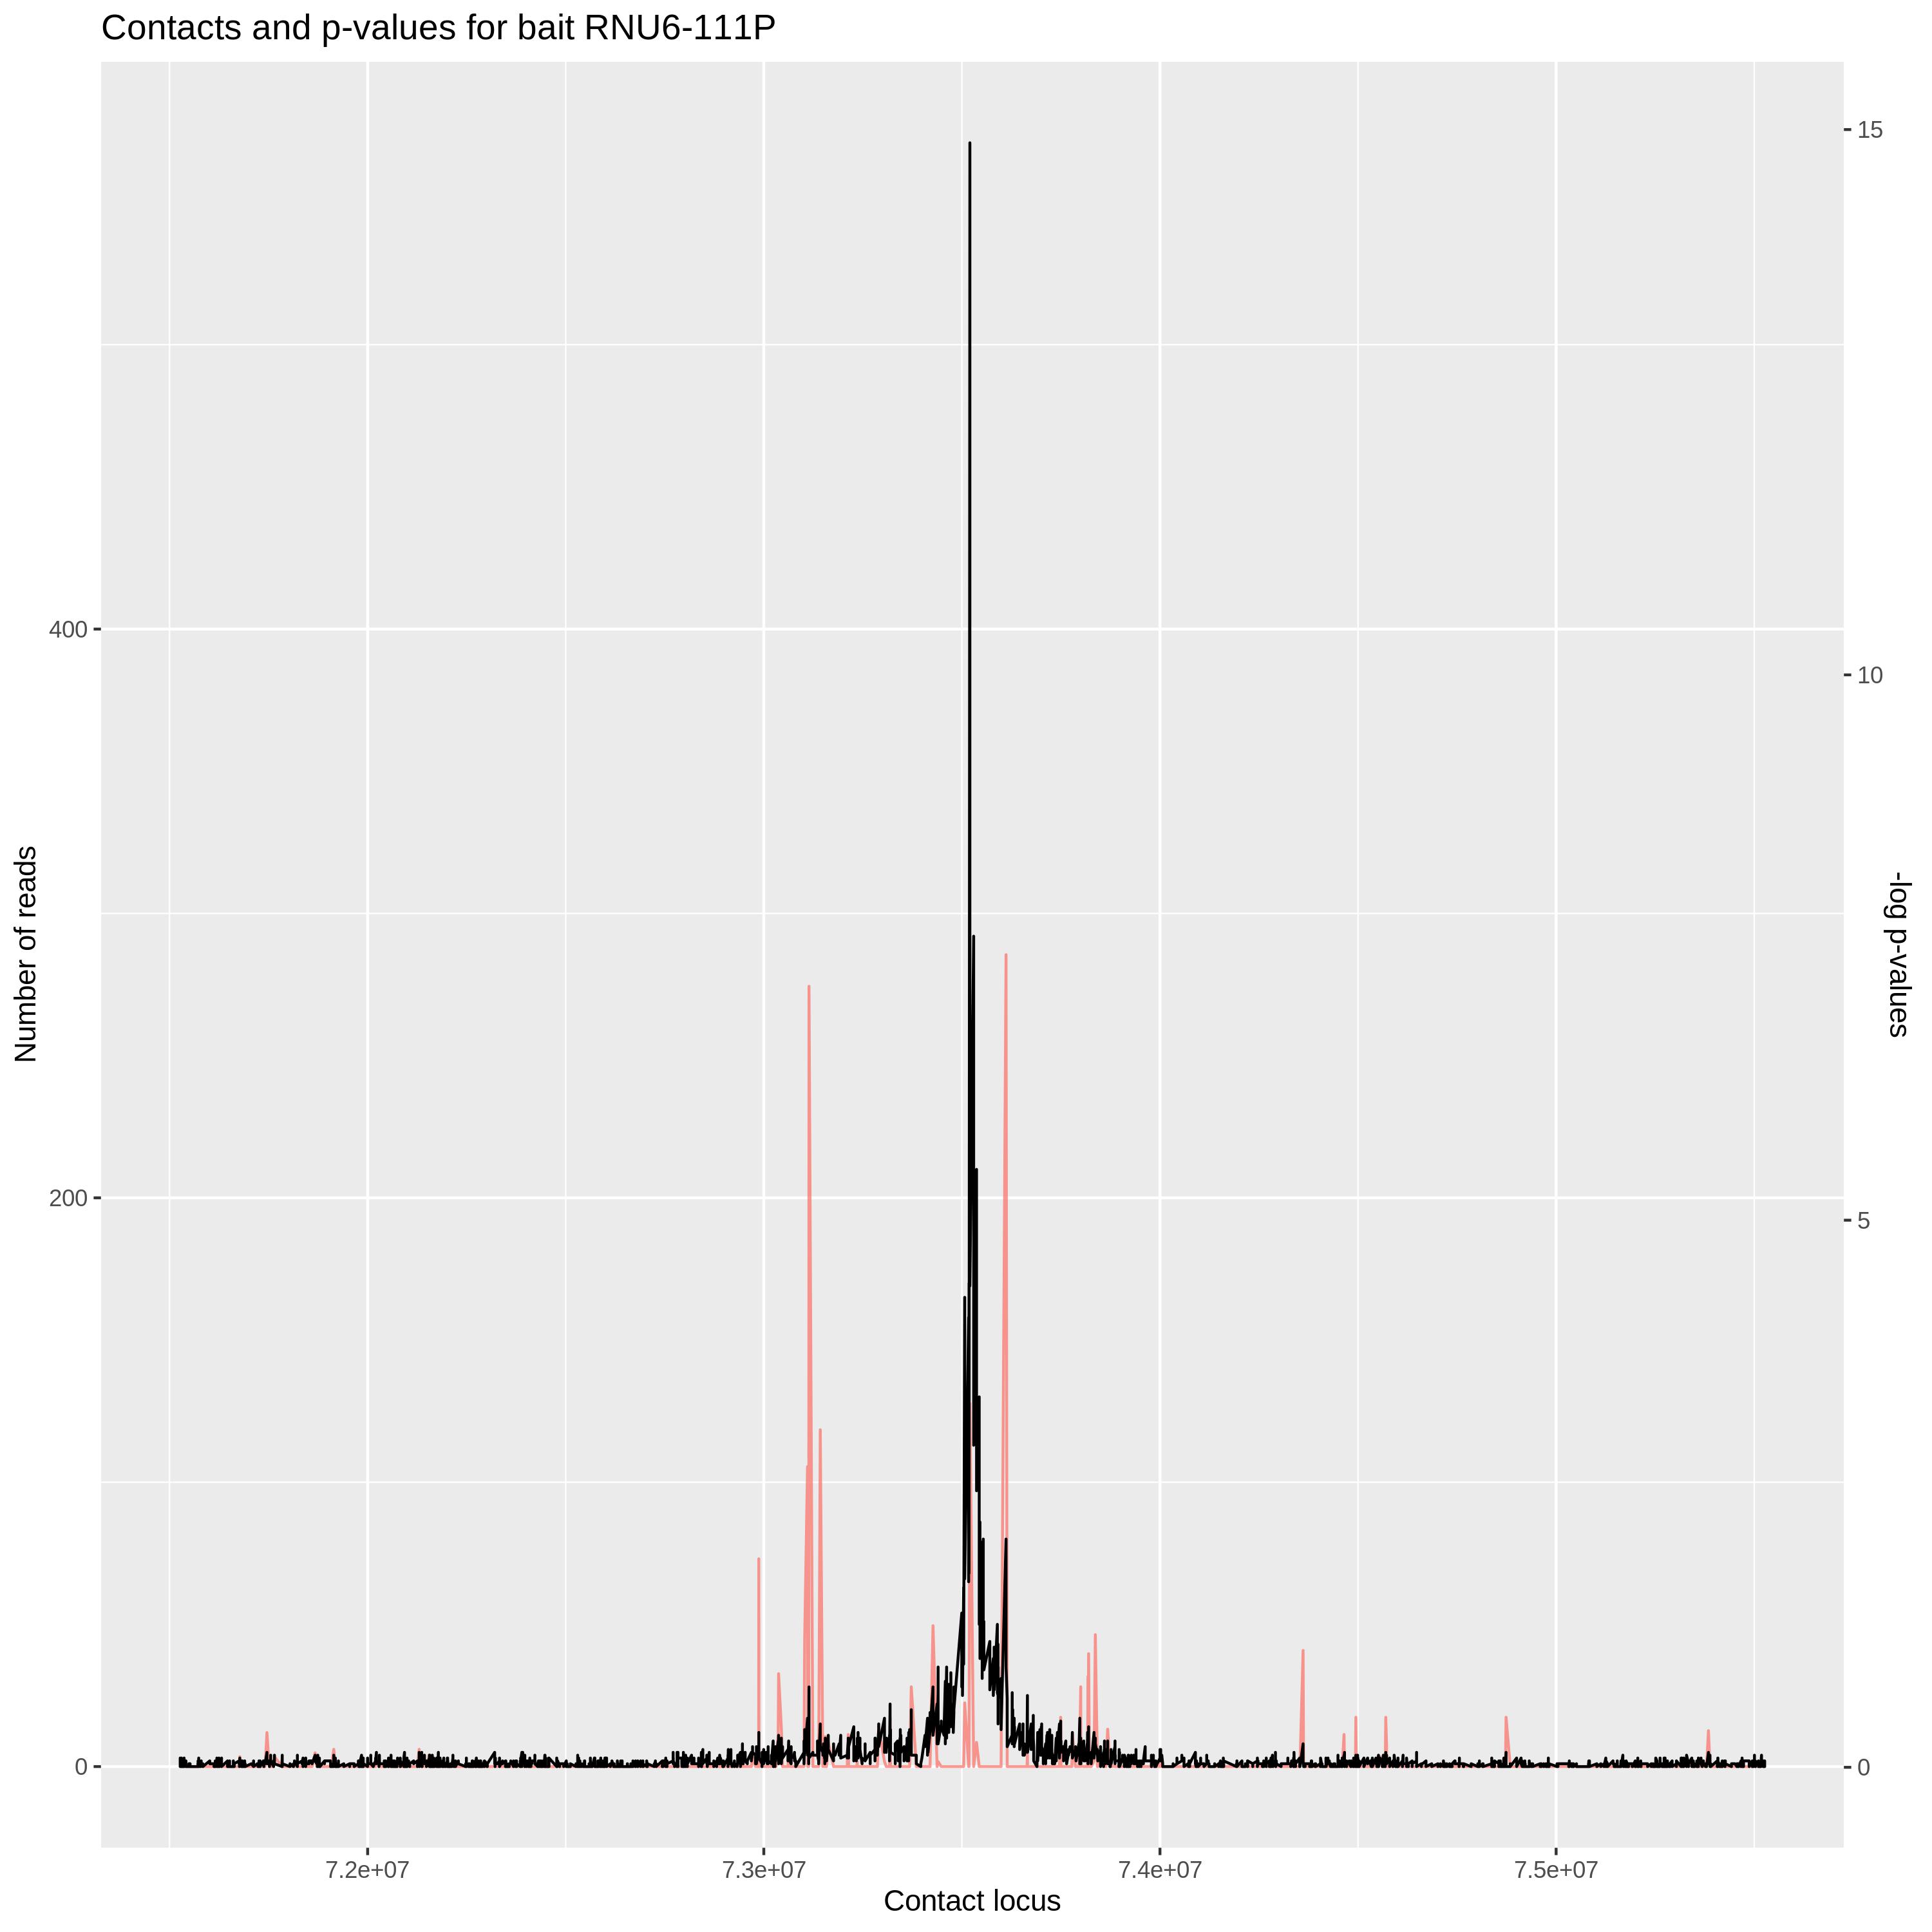 Contacts and p-values for bait RNU6-111P
15
400
10
Number of reads
-log p-values
200
5
0
0
7.2e+07
7.3e+07
7.4e+07
7.5e+07
Contact locus